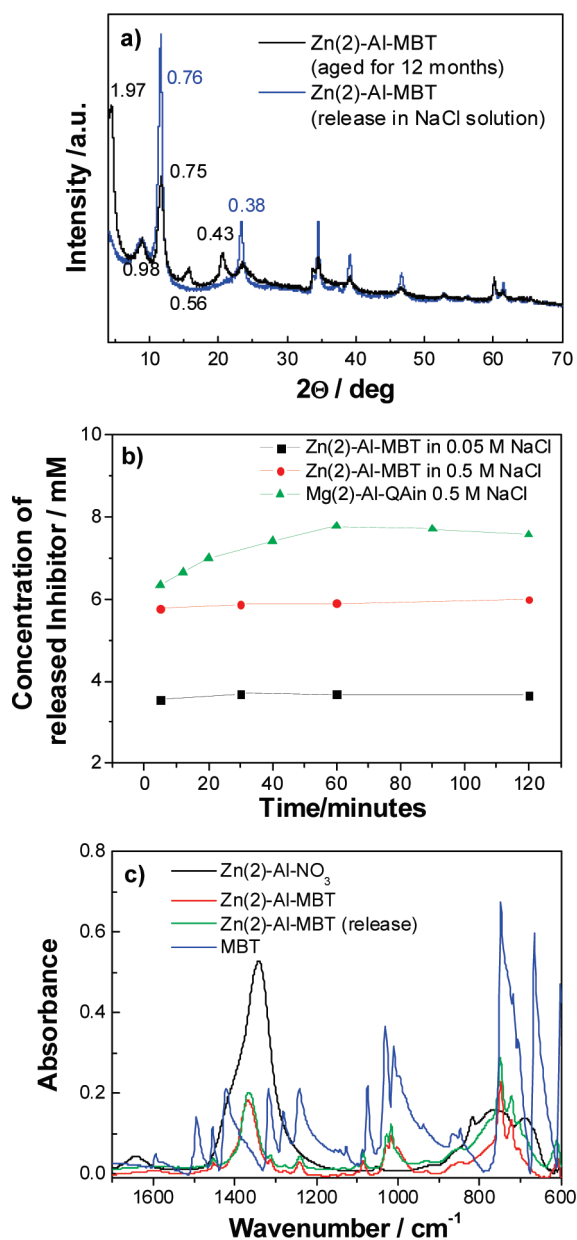 a)
Zn(2)-Al-MBT
(aged for 12 months)
Zn(2)-Al-MBT
(release in NaCl solution)
0.76
1.97
0.75
0.38
0.43
0.98
0.56
Intensity /a.u.
10 20 30 40 50 60 70
2Θ / deg
b)
Zn(2)-Al-MBT in 0.05 M NaCl
Zn(2)-Al-MBT in 0.5 M NaCl
Mg(2)-Al-QAin 0.5 M NaCl
10
8
6
4
2
Concentration of
released Inhibitor / mM
0 20 40 60 80 100 120
Time/minutes
c)
Zn(2)-Al-NO3
Zn(2)-Al-MBT
Zn(2)-Al-MBT (release)
MBT
0.8
0.6
0.4
0.2
0.0
Absorbance
1600 1400 1200 1000 800 600
Wavenumber / cm-1